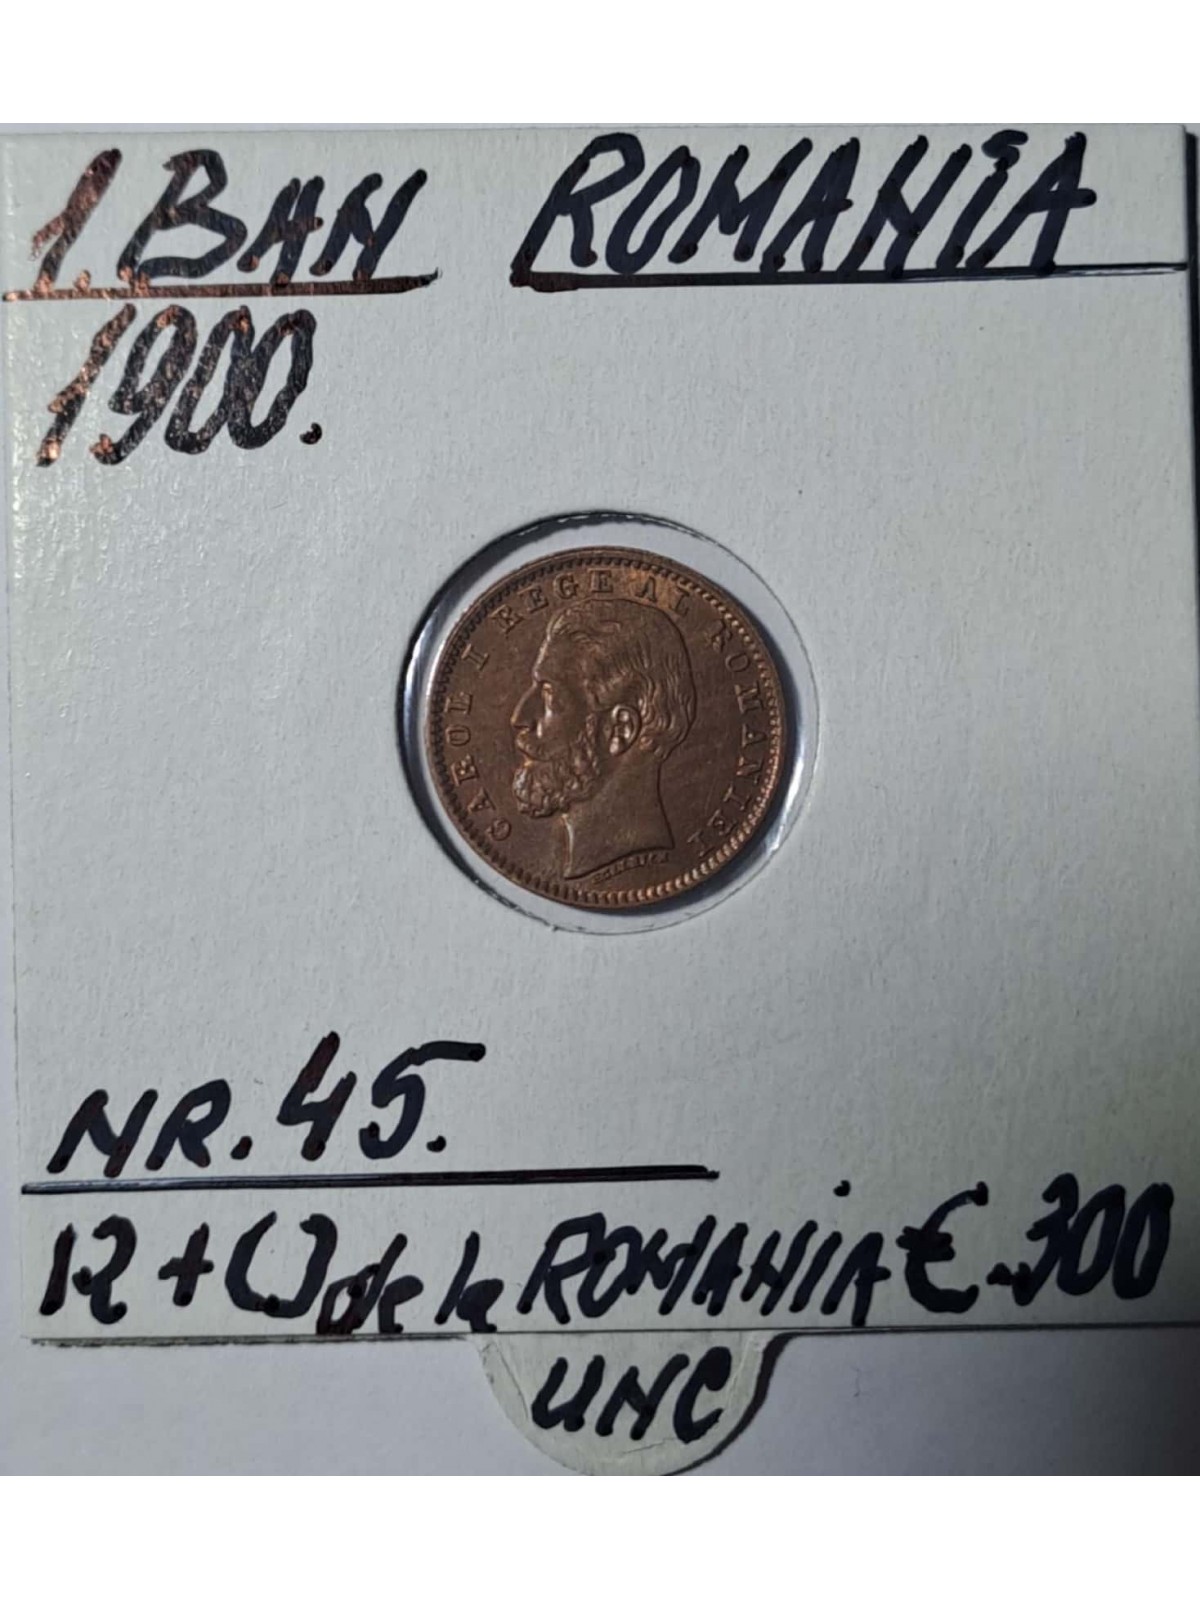 1. BAN ROMANIA
1900.
CAROL I REGE AL ROMANIEI
NR. 45.
de la ROMANIA € 300
UNC